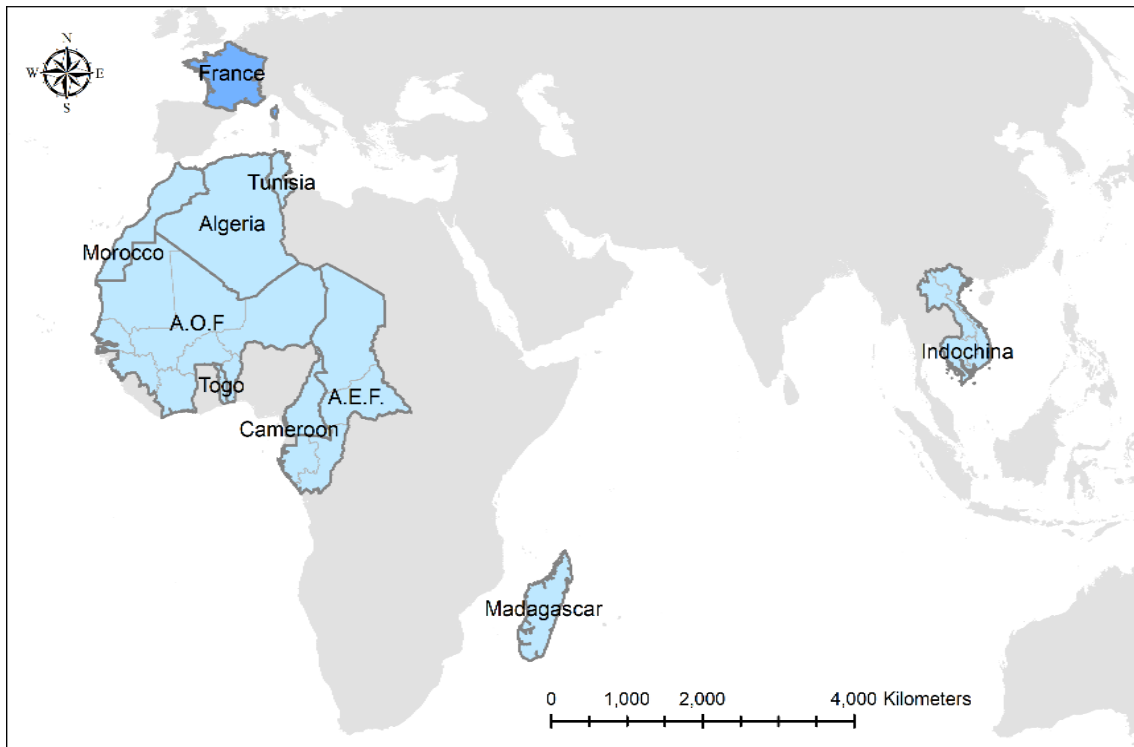 N
W E
S
France
Tunisia
Algeria
Morocco
A.O.F
Indochina
Togo
A.E.F.
Cameroon
Madagascar
0 1,000 2,000 4,000 Kilometers